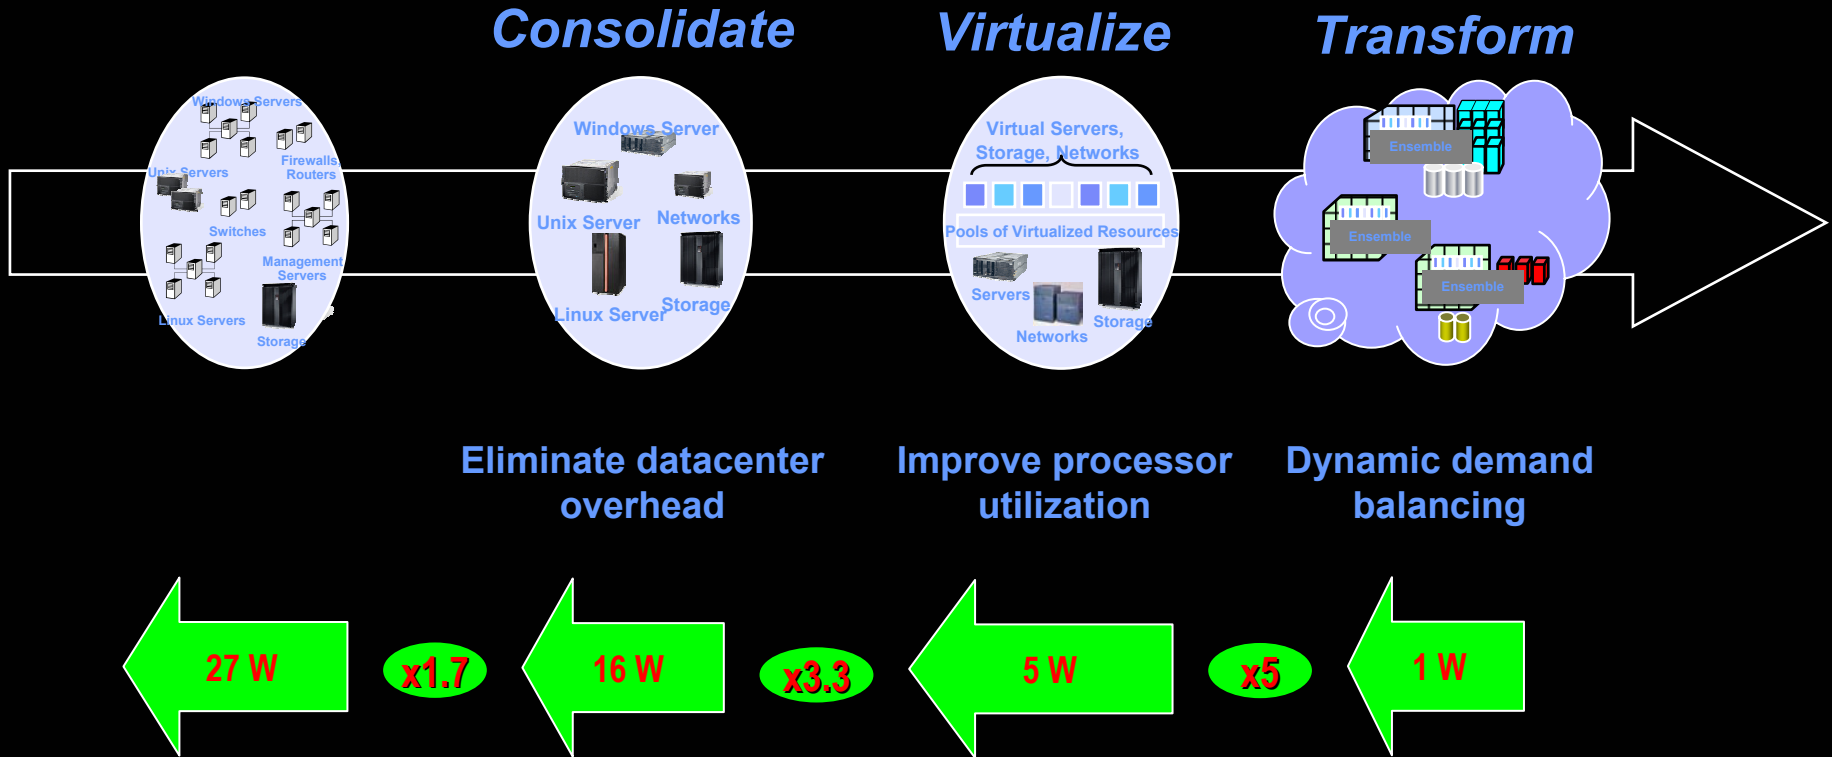 Consolidate
Virtualize
Transform
Windows Servers
Firewalls,
Routers
Unix Servers
Switches
Management
Servers
Linux Servers
Storage
Windows Server
Unix Server
Networks
Linux Server
Storage
Virtual Servers,
Storage, Networks
Pools of Virtualized Resources
Servers
Storage
Networks
Ensemble
Ensemble
Ensemble
Eliminate datacenter
overhead
Improve processor
utilization
Dynamic demand
balancing
27 W
x1.7
16 W
x3.3
5 W
x5
1 W